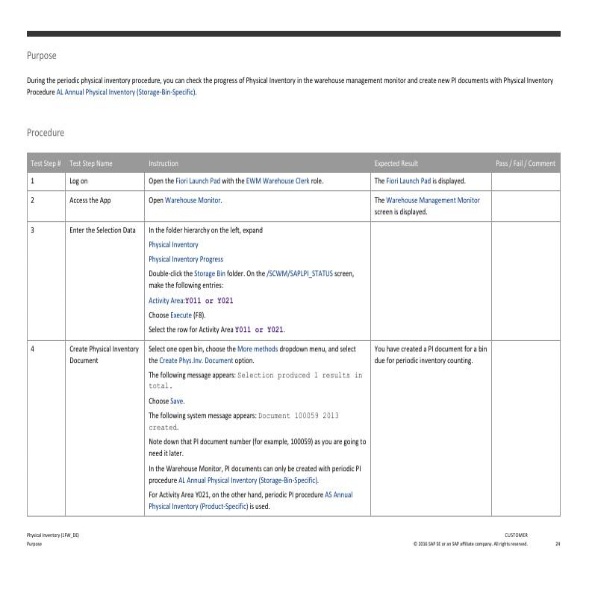 Purpose
During the periodic physical inventory procedure, you can check the progress of Physical Inventory in the warehouse management monitor and create new PI documents with Physical Inventory
Procedure AL Annual Physical Inventory (Storage-Bin-Specific).
Procedure
Test Step # Test Step Name Instruction Expected Result Pass / Fail / Comment
1 Log on Open the Fiori Launch Pad with the EWM Warehouse Clerk role. The Fiori Launch Pad is displayed.
2 Access the App Open Warehouse Monitor. The Warehouse Management Monitor
screen is displayed.
3 Enter the Selection Data In the folder hierarchy on the left, expand
Physical Inventory
Physical Inventory Progress
Double-click the Storage Bin folder. On the /SCWM/SAPLPI_STATUS screen,
make the following entries:
Activity Area:Y011 or Y021
Choose Execute (F8).
Select the row for Activity Area Y011 or Y021.
4 Create Physical Inventory Select one open bin, choose the More methods dropdown menu, and select You have created a PI document for a bin
Document the Create Phys.Inv. Document option. due for periodic inventory counting.
The following message appears: Selection produced 1 results in
total.
Choose Save.
The following system message appears: Document 100059 2013
created.
Note down that PI document number (for example, 100059) as you are going to
need it later.
In the Warehouse Monitor, PI documents can only be created with periodic PI
procedure AL Annual Physical Inventory (Storage-Bin-Specific).
For Activity Area Y021, on the other hand, periodic PI procedure AS Annual
Physical Inventory (Product-Specific) is used.
Physical Inventory (1FW_DE) CUSTOMER
Purpose © 2016 SAP SE or an SAP affiliate company. All rights reserved. 24